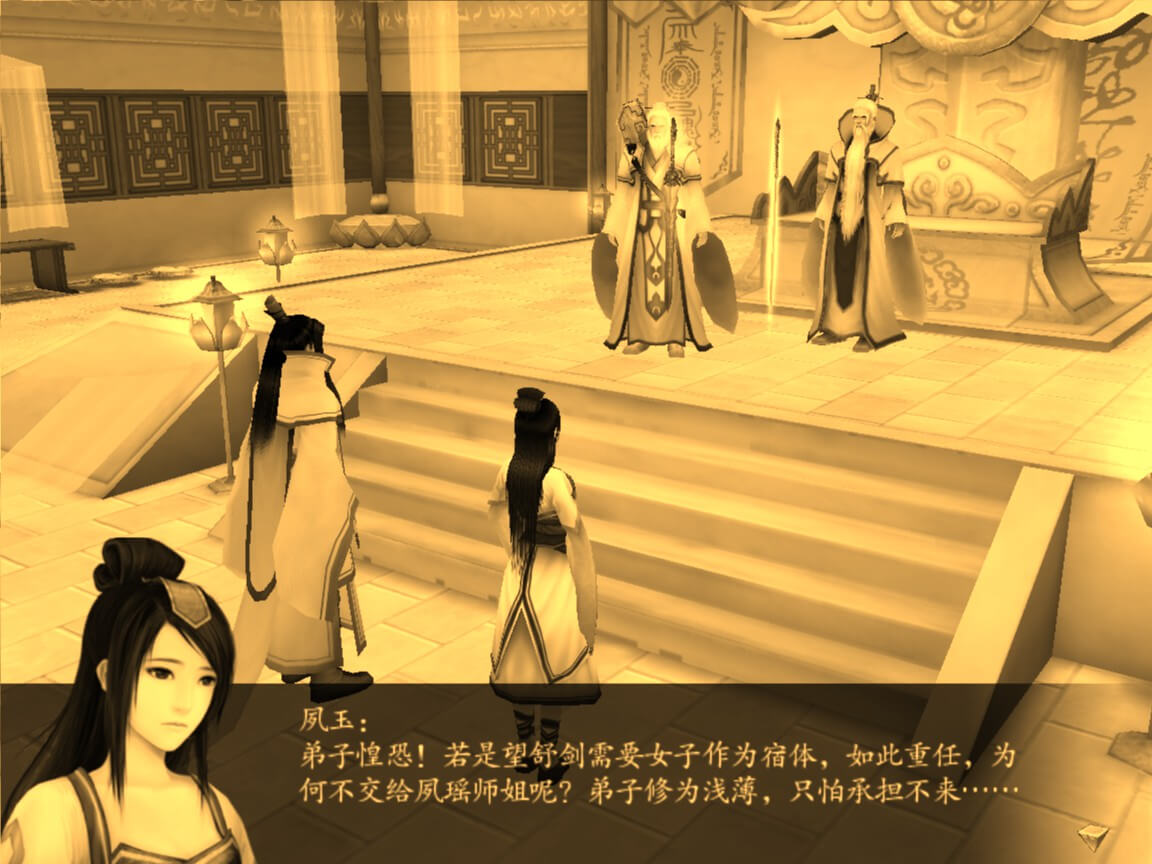 夙玉：
弟子惶恐！若是望舒剑需要女子作为宿体，如此重任，为
何不交给夙瑶师姐呢？弟子修为浅薄，只怕承担不来……